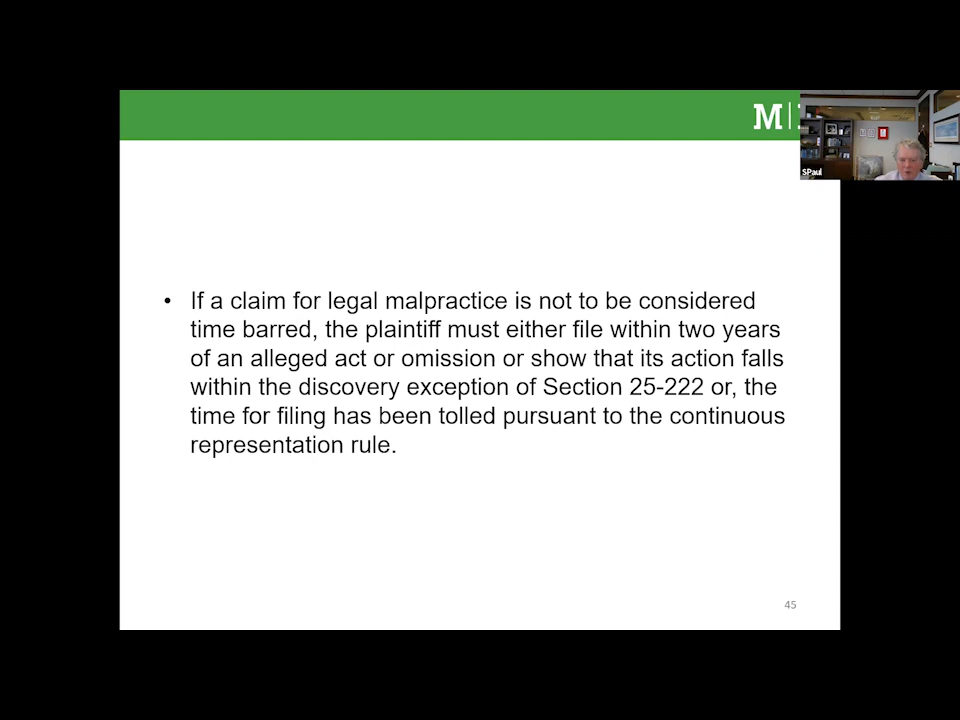 M|
SPaul
• If a claim for legal malpractice is not to be considered
time barred, the plaintiff must either file within two years
of an alleged act or omission or show that its action falls
within the discovery exception of Section 25-222 or, the
time for filing has been tolled pursuant to the continuous
representation rule.
45